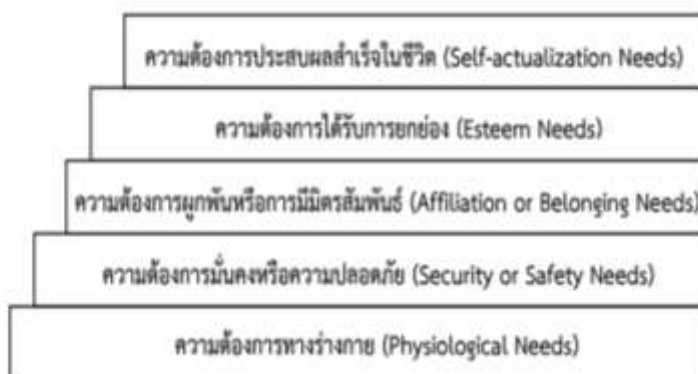 ความต้องการประสบผลสำเร็จในชีวิต (Self-actualization Needs)
ความต้องการได้รับการยกย่อง (Esteem Needs)
ความต้องการผูกพันหรือการมีมิตรสัมพันธ์ (Affiliation or Belonging Needs)
ความต้องการมั่นคงหรือความปลอดภัย (Security or Safety Needs)
ความต้องการทางร่างกาย (Physiological Needs)